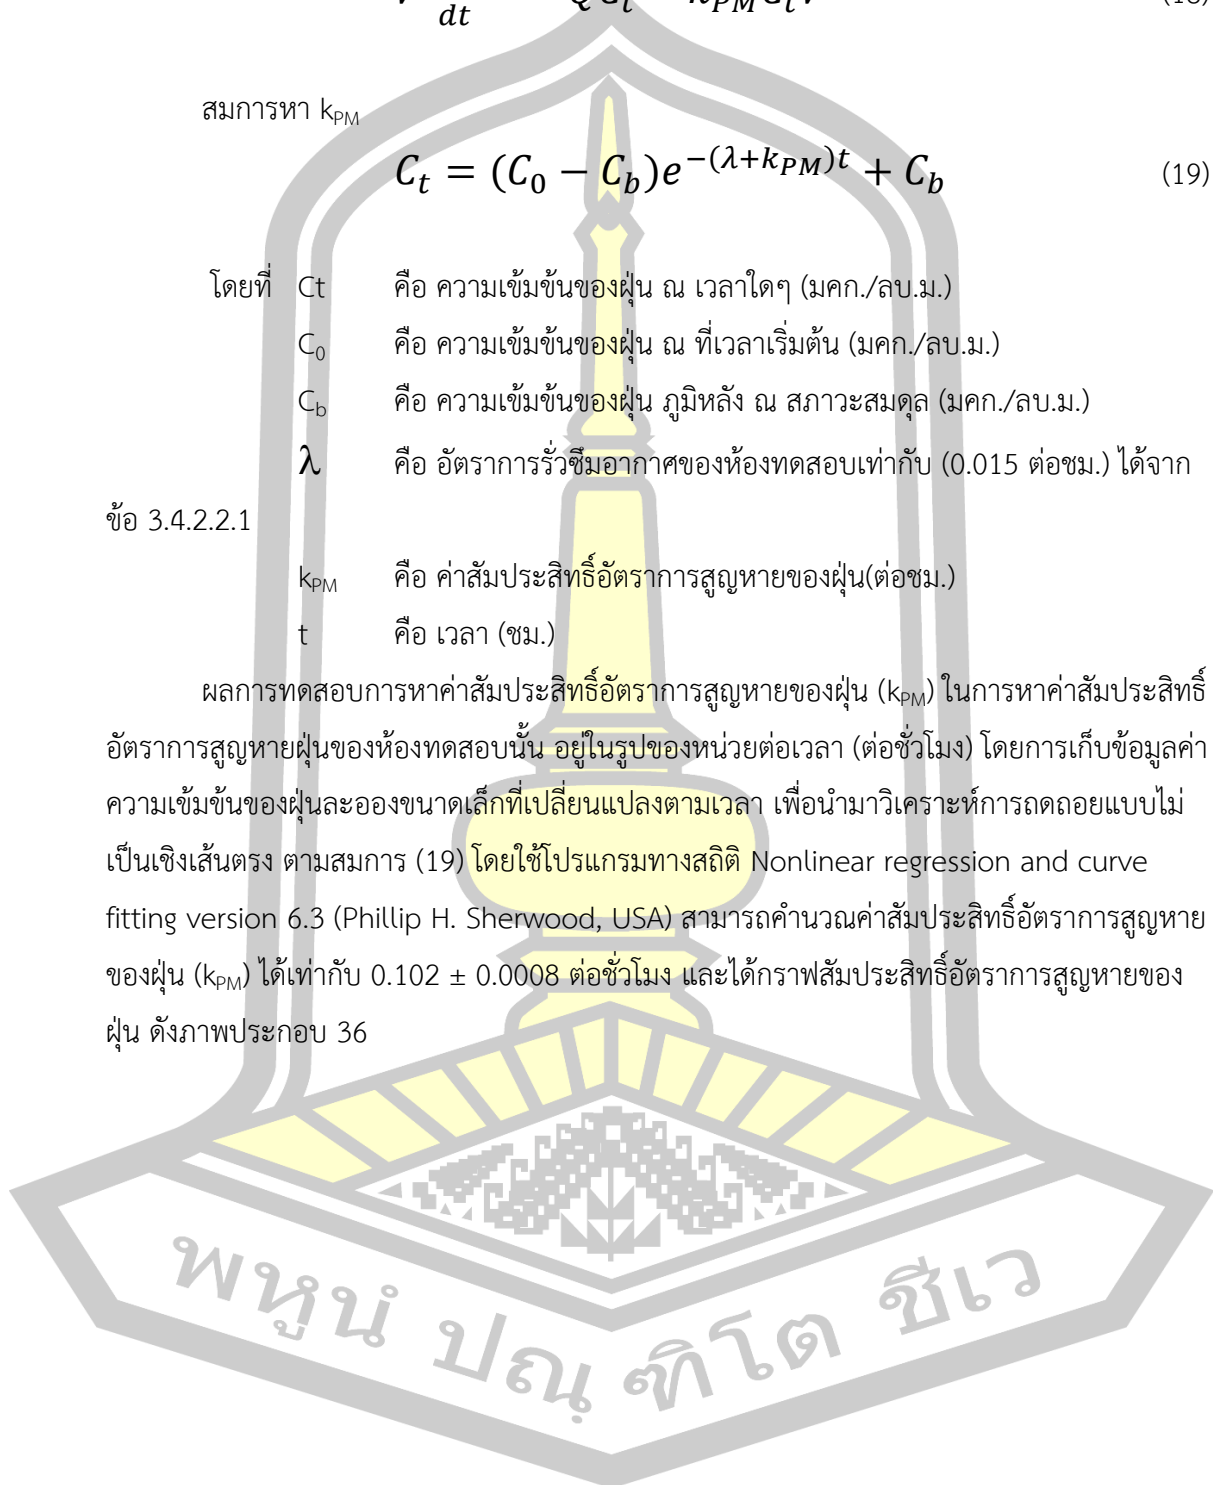 dt
สมการหา kPM
C_t = (C_0 − C_b)e^{−(λ+k_{PM})t} + C_b (19)
โดยที่ Ct คือ ความเข้มข้นของฝุ่น ณ เวลาใดๆ (มคก./ลบ.ม.)
C0 คือ ความเข้มข้นของฝุ่น ณ ที่เวลาเริ่มต้น (มคก./ลบ.ม.)
Cb คือ ความเข้มข้นของฝุ่น ภูมิหลัง ณ สภาวะสมดุล (มคก./ลบ.ม.)
λ คือ อัตราการรั่วซึมอากาศของห้องทดสอบเท่ากับ (0.015 ต่อชม.) ได้จาก
ข้อ 3.4.2.2.1
kPM คือ ค่าสัมประสิทธิ์อัตราการสูญหายของฝุ่น(ต่อชม.)
t คือ เวลา (ชม.)
ผลการทดสอบการหาค่าสัมประสิทธิ์อัตราการสูญหายของฝุ่น (kPM) ในการหาค่าสัมประสิทธิ์
อัตราการสูญหายฝุ่นของห้องทดสอบนั้น อยู่ในรูปของหน่วยต่อเวลา (ต่อชั่วโมง) โดยการเก็บข้อมูลค่า
ความเข้มข้นของฝุ่นละอองขนาดเล็กที่เปลี่ยนแปลงตามเวลา เพื่อนำมาวิเคราะห์การถดถอยแบบไม่
เป็นเชิงเส้นตรง ตามสมการ (19) โดยใช้โปรแกรมทางสถิติ Nonlinear regression and curve
fitting version 6.3 (Phillip H. Sherwood, USA) สามารถคำนวณค่าสัมประสิทธิ์อัตราการสูญหาย
ของฝุ่น (kPM) ได้เท่ากับ 0.102 ± 0.0008 ต่อชั่วโมง และได้กราฟสัมประสิทธิ์อัตราการสูญหายของ
ฝุ่น ดังภาพประกอบ 36
พหูนํ ปณฺฑิโต ชีเว